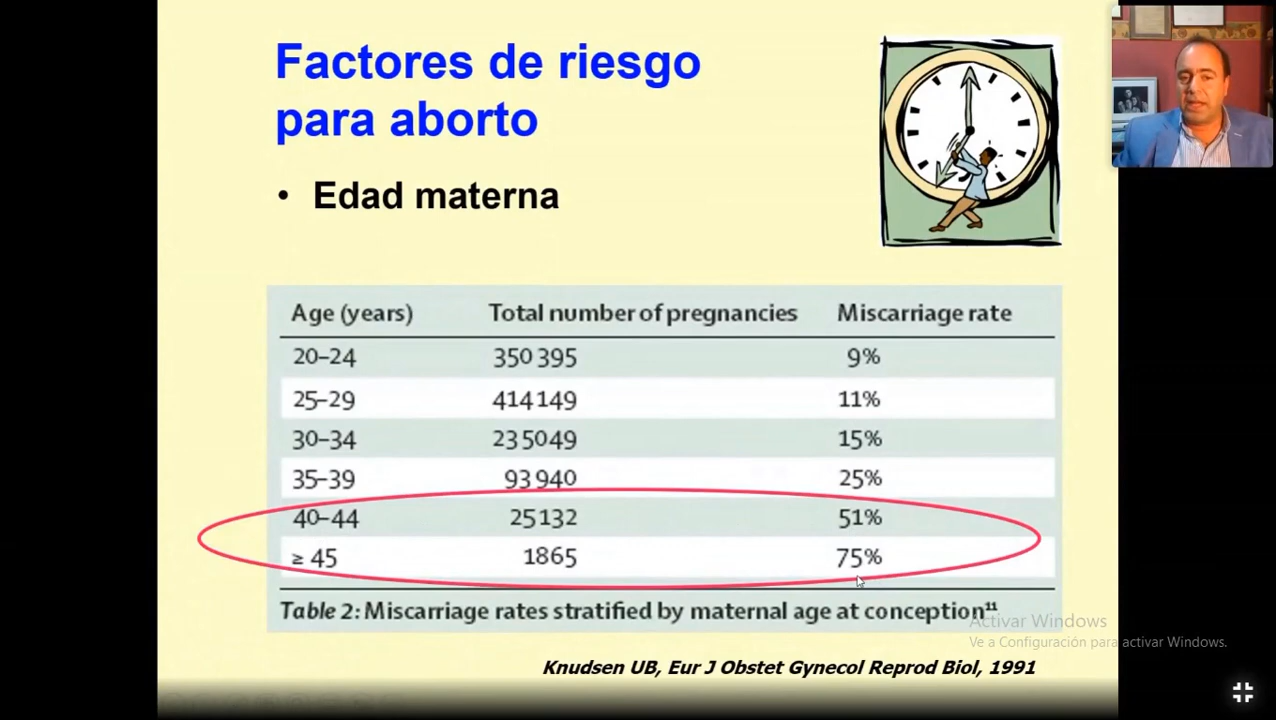 Factores de riesgo
para aborto
• Edad materna
Age (years) Total number of pregnancies Miscarriage rate
20–24 350 395 9%
25–29 414 149 11%
30–34 235 049 15%
35–39 93 940 25%
40–44 25 132 51%
≥ 45 1865 75%
Table 2: Miscarriage rates stratified by maternal age at conception¹¹
Knudsen UB, Eur J Obstet Gynecol Reprod Biol, 1991
Activar Windows
Ve a Configuración para activar Windows.